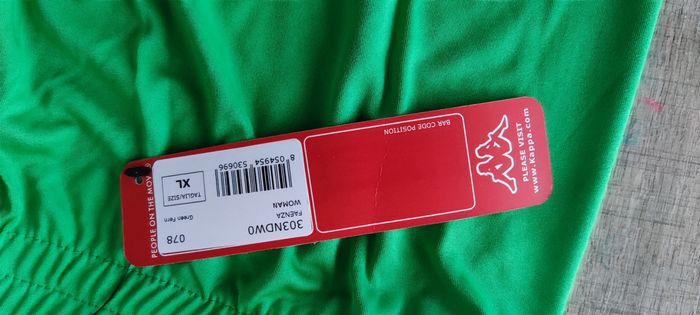 PEOPLE ON THE MOVE
303NDW0
FAENZA
WOMAN
8 054954 530696
078
Green Fern
TAGLIA/SIZE
XL
BAR CODE POSITION
PLEASE VISIT
www.kappa.com